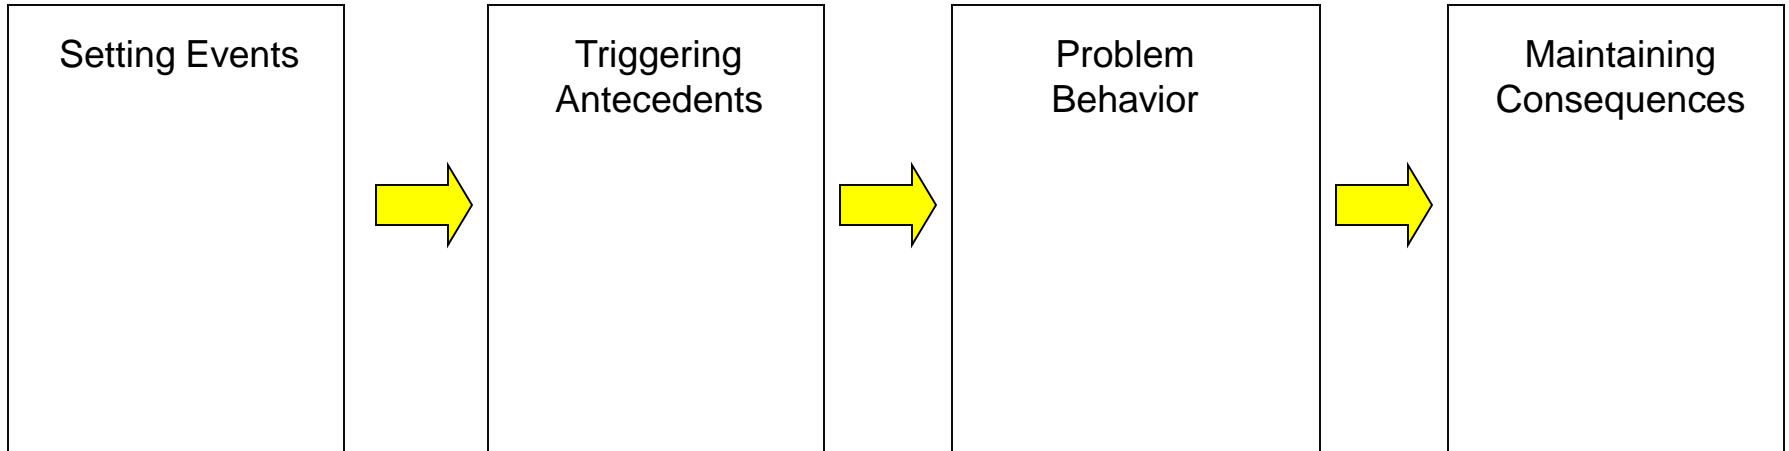 Setting Events
Triggering
Antecedents
Problem
Behavior
Maintaining
Consequences